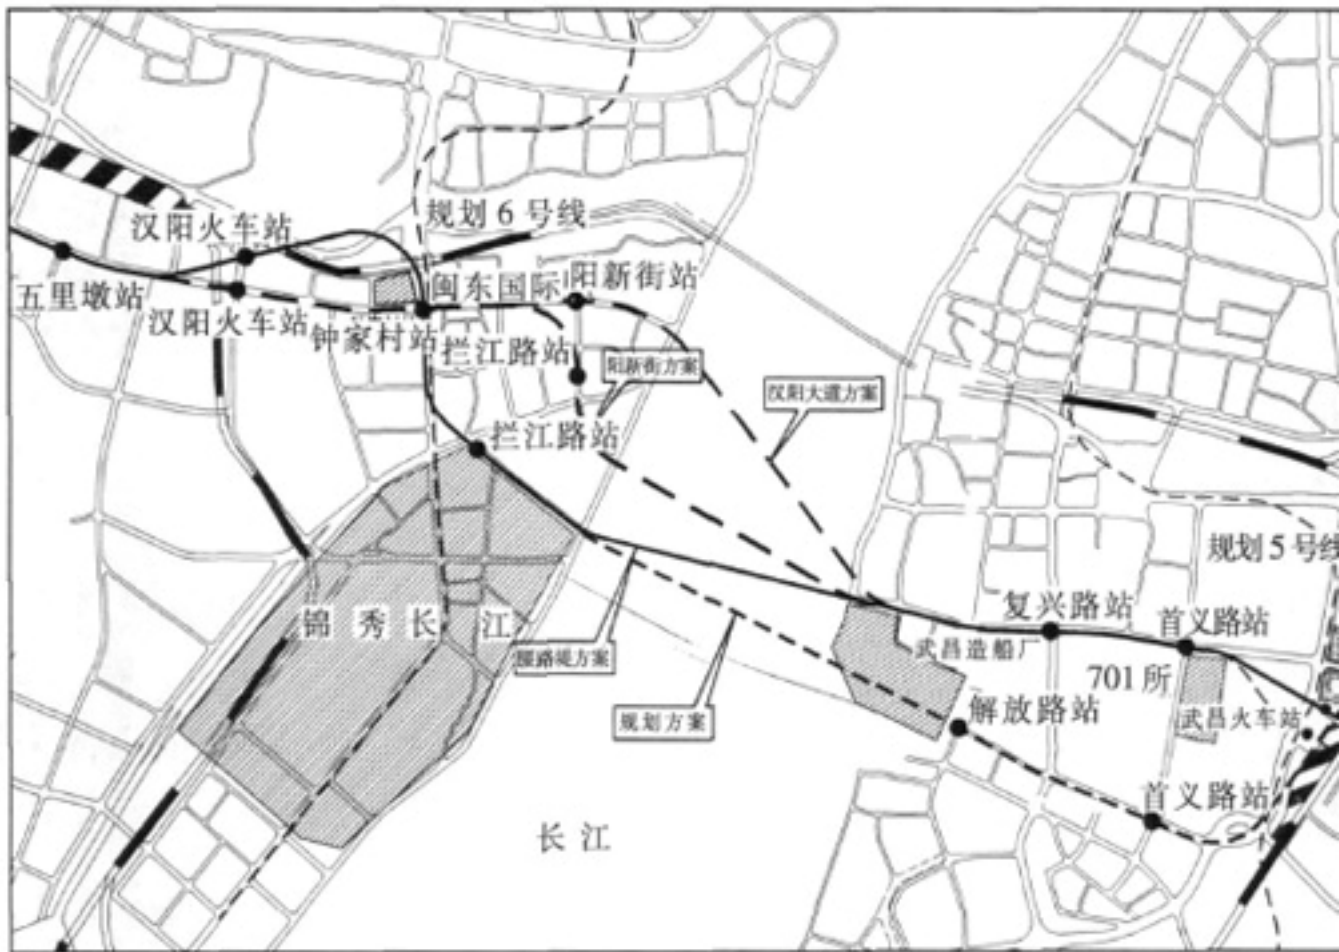 规划6号线
汉阳火车站
五里墩站
汉阳火车站
钟家村站
闽东国际
阳新街站
拦江路站
阳新街方案
汉阳大道方案
拦江路站
规划5号线
锦秀长江
腰路堤方案
规划方案
武昌造船厂
复兴路站
首义路站
701所
武昌火车站
解放路站
首义路站
长江